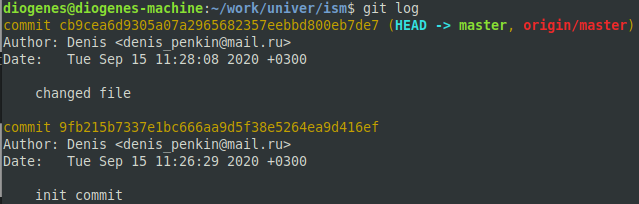 diogenes@diogenes-machine:~/work/univer/ism$ git log
commit cb9cea6d9305a07a2965682357eebbd800eb7de7 (HEAD -> master, origin/master)
Author: Denis <denis_penkin@mail.ru>
Date:   Tue Sep 15 11:28:08 2020 +0300
    changed file
commit 9fb215b7337e1bc666aa9d5f38e5264ea9d416ef
Author: Denis <denis_penkin@mail.ru>
Date:   Tue Sep 15 11:26:29 2020 +0300
    init commit